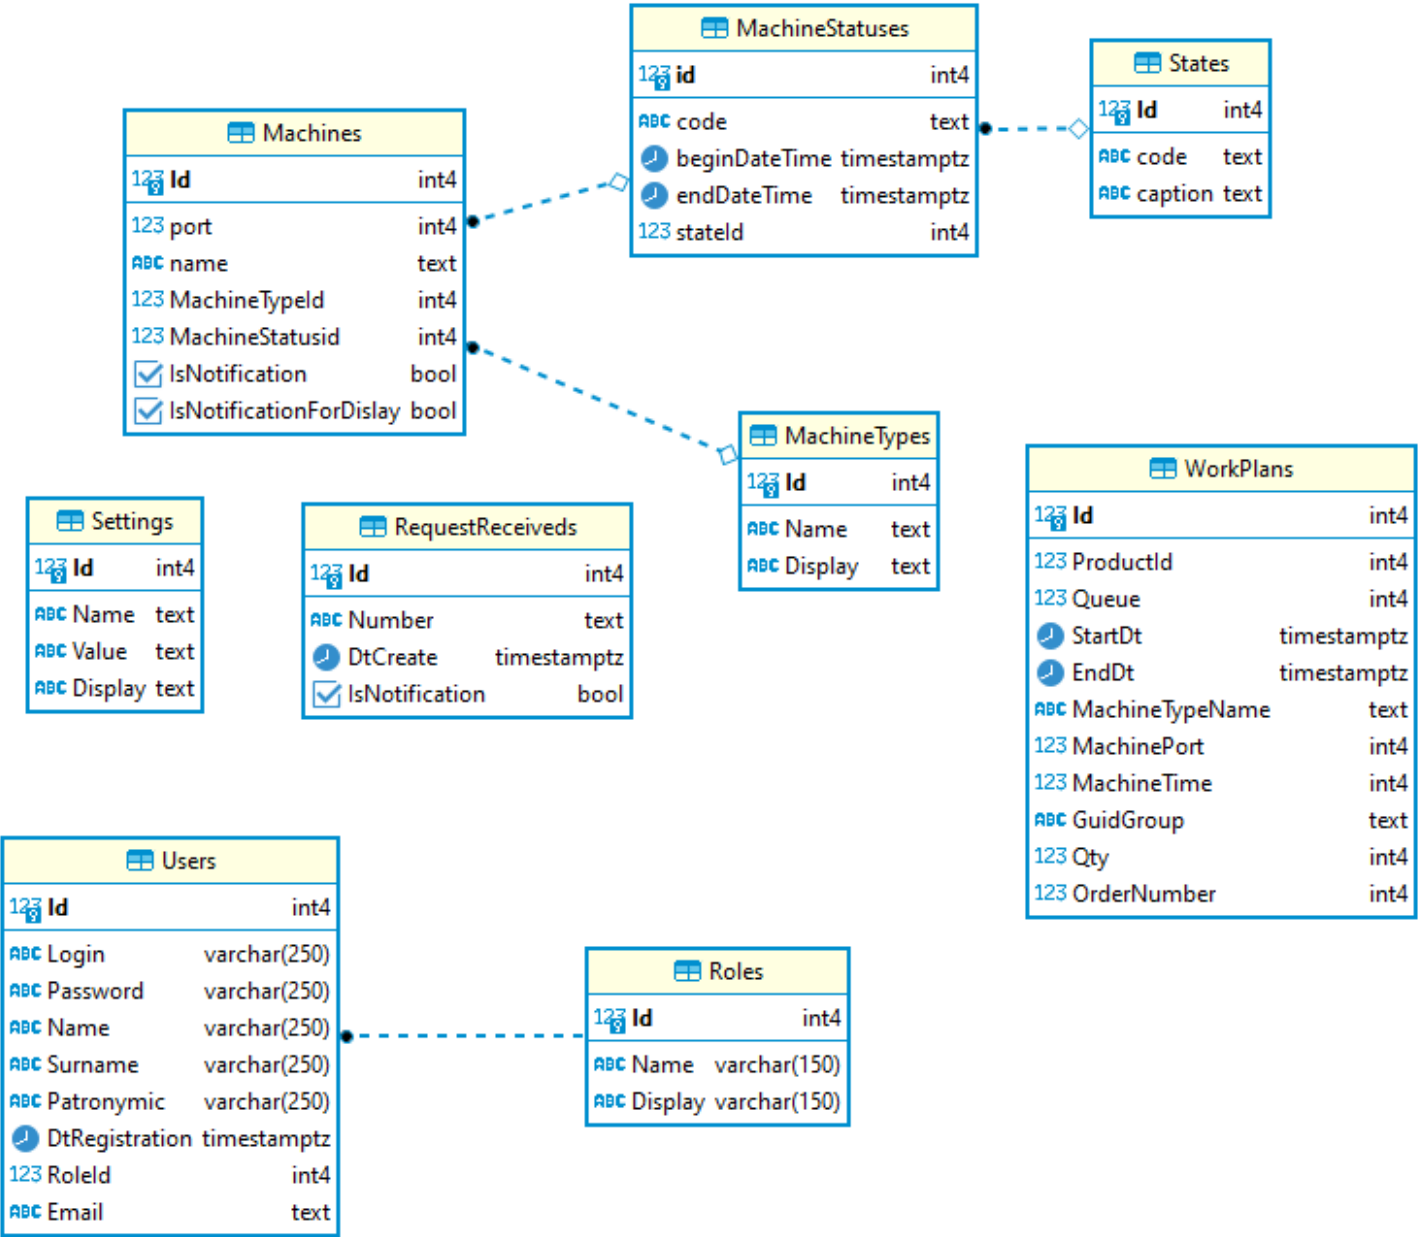 MachineStatuses
id int4
code text
beginDateTime timestamptz
endDateTime timestamptz
stateId int4
States
Id int4
code text
caption text
Machines
Id int4
port int4
name text
MachineTypeId int4
MachineStatusid int4
IsNotification bool
IsNotificationForDislay bool
MachineTypes
Id int4
Name text
Display text
WorkPlans
Id int4
ProductId int4
Queue int4
StartDt timestamptz
EndDt timestamptz
MachineTypeName text
MachinePort int4
MachineTime int4
GuidGroup text
Qty int4
OrderNumber int4
Settings
Id int4
Name text
Value text
Display text
RequestReceiveds
Id int4
Number text
DtCreate timestamptz
IsNotification bool
Users
Id int4
Login varchar(250)
Password varchar(250)
Name varchar(250)
Surname varchar(250)
Patronymic varchar(250)
DtRegistration timestamptz
RoleId int4
Email text
Roles
Id int4
Name varchar(150)
Display varchar(150)